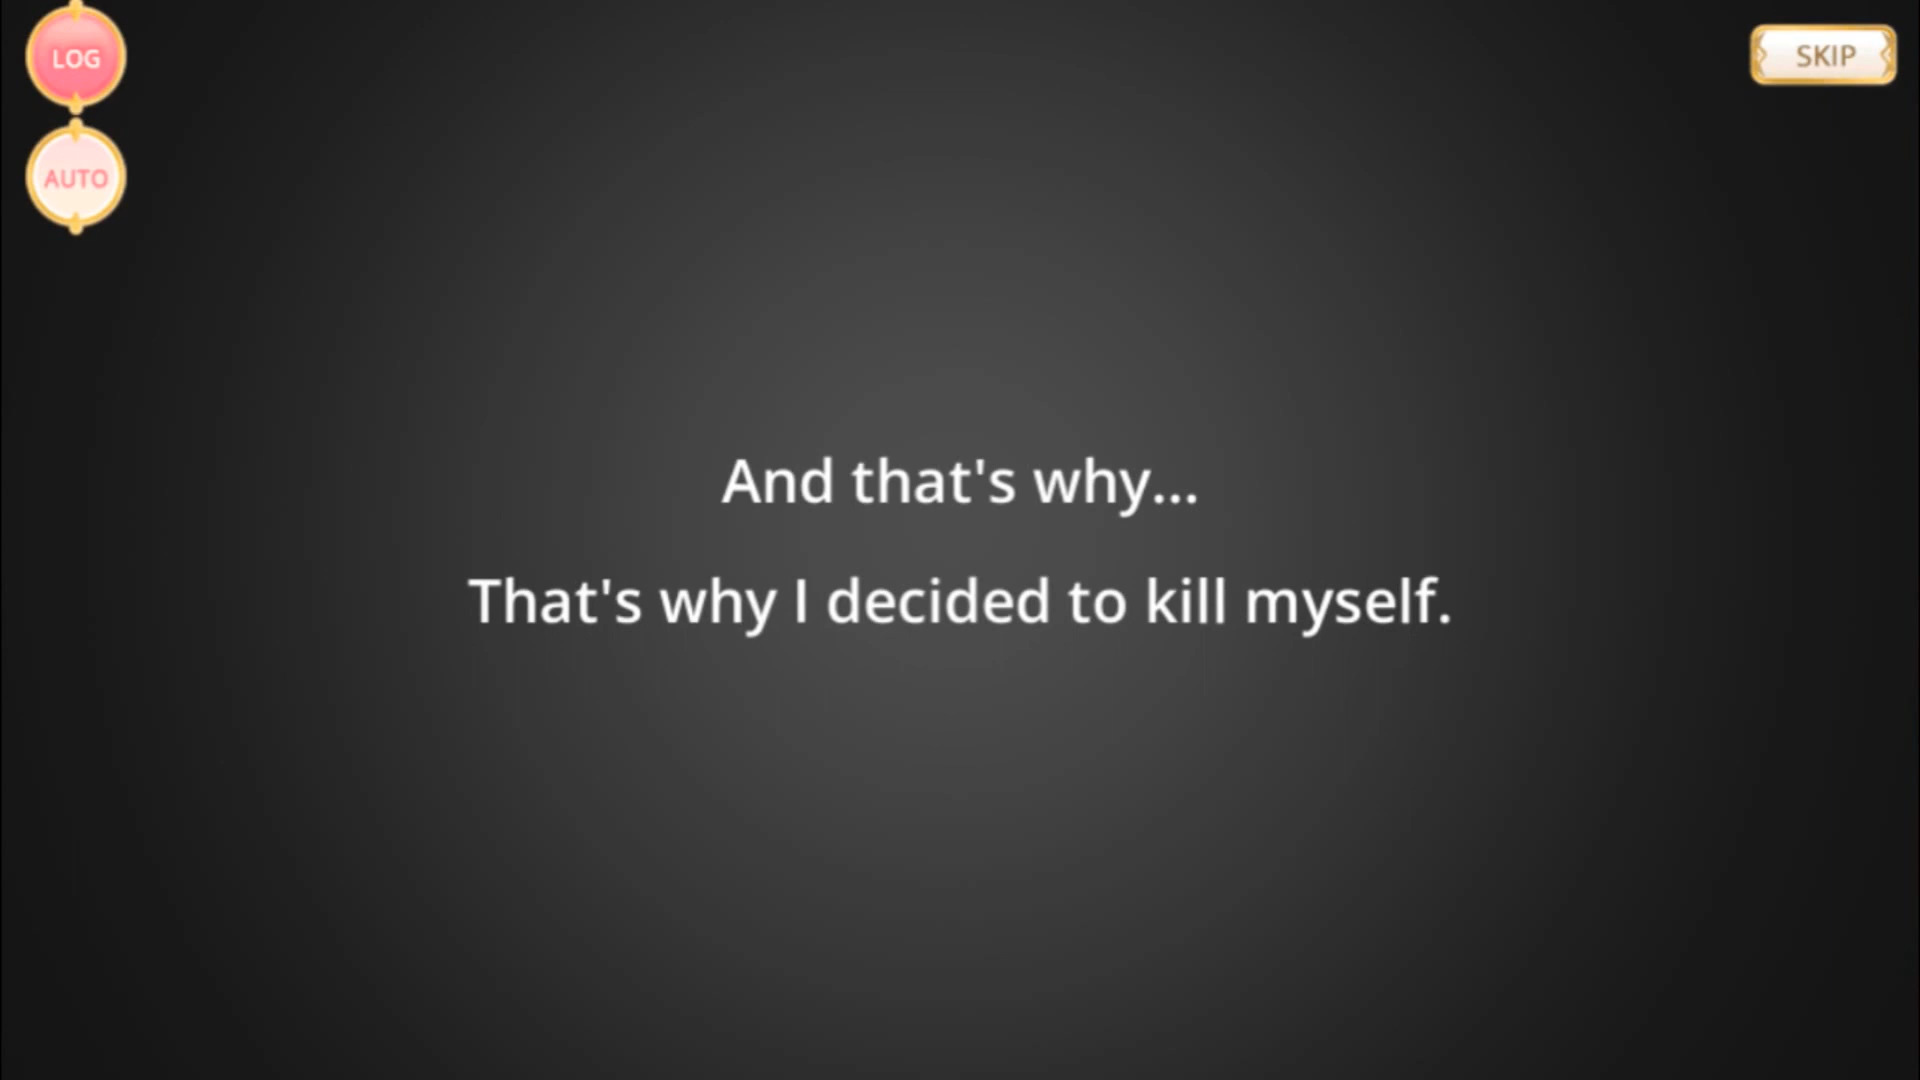 LOG
SKIP
AUTO
And that's why...
That's why I decided to kill myself.